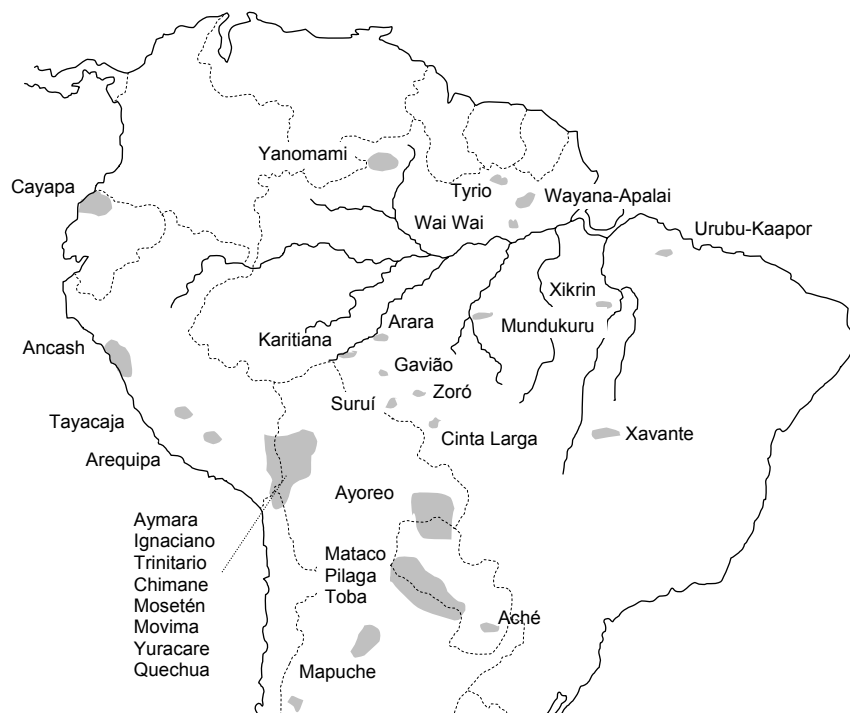 Yanomami
Cayapa
Tyrio
Wayana-Apalai
Wai Wai
Urubu-Kaapor
Xikrin
Arara
Mundukuru
Karitiana
Ancash
Gavião
Zoró
Suruí
Tayacaja
Cinta Larga
Xavante
Arequipa
Ayoreo
Aymara
Ignaciano
Trinitario
Chimane
Mosetén
Movima
Yuracare
Quechua
Mataco
Pilaga
Toba
Aché
Mapuche